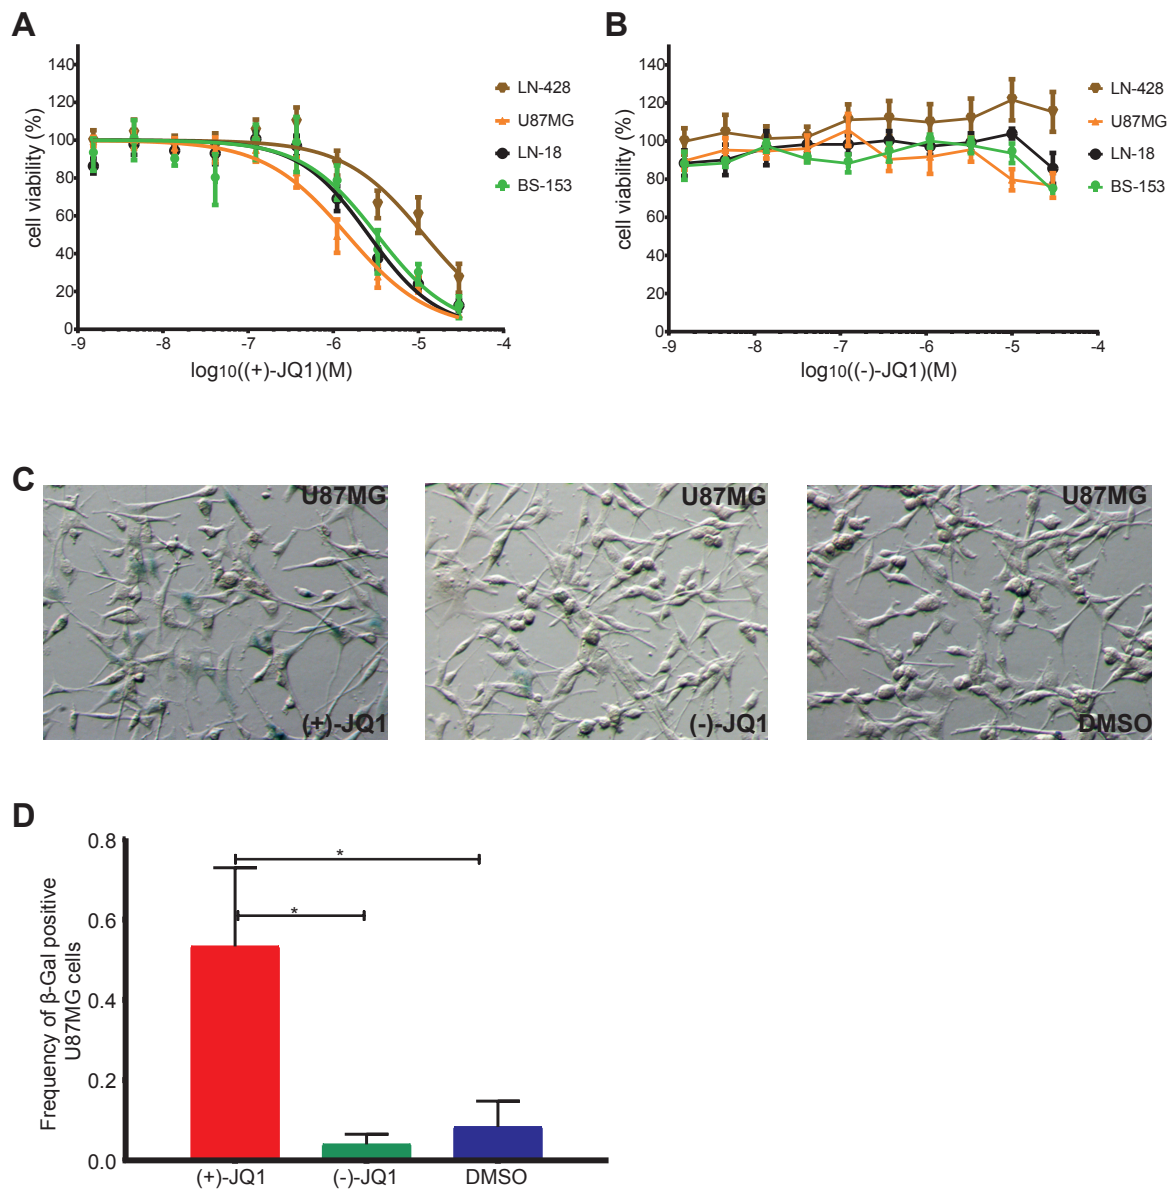 A
140
120
100
80
60
40
20
0
cell viability (%)
-9
-8
-7
-6
-5
-4
log10((+)-JQ1)(M)
LN-428
U87MG
LN-18
BS-153
B
140
120
100
80
60
40
20
0
cell viability (%)
-9
-8
-7
-6
-5
-4
log10((-)-JQ1)(M)
LN-428
U87MG
LN-18
BS-153
C
U87MG
(+)-JQ1
U87MG
(-)-JQ1
U87MG
DMSO
D
0.8
0.6
0.4
0.2
0.0
Frequency of β-Gal positive
U87MG cells
*
*
(+)-JQ1
(-)-JQ1
DMSO